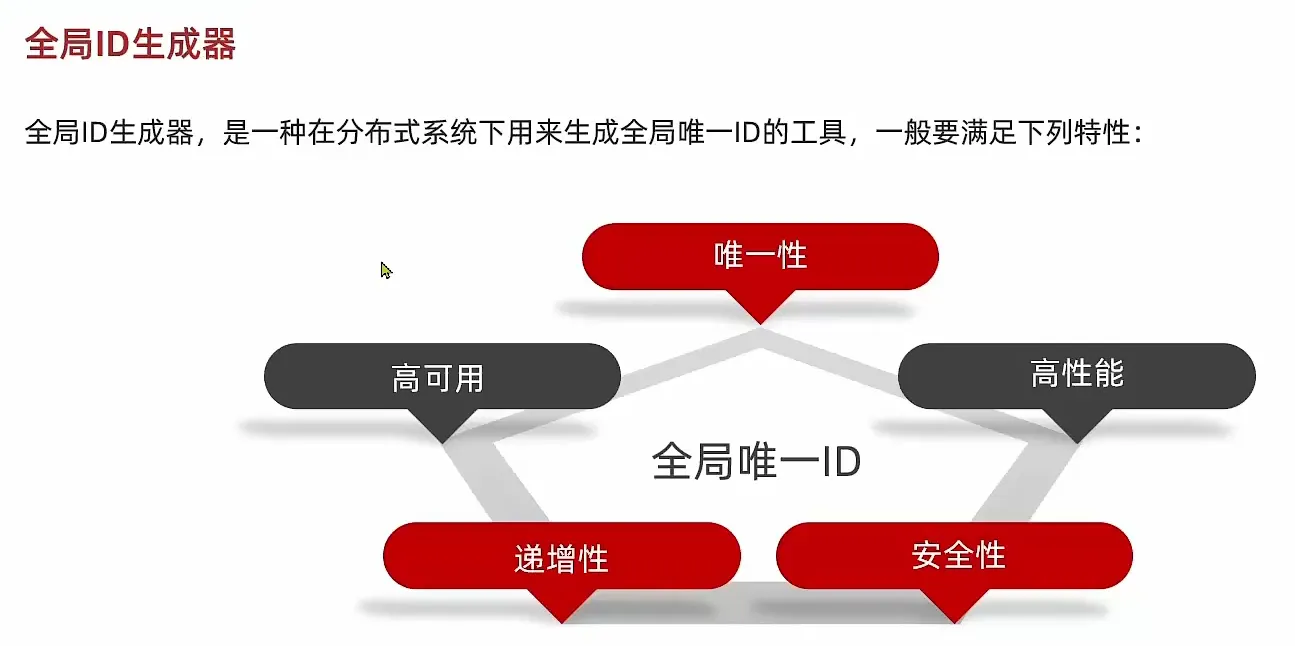 全局ID生成器
全局ID生成器，是一种在分布式系统下用来生成全局唯一ID的工具，一般要满足下列特性：
唯一性
高可用
高性能
全局唯一ID
递增性
安全性